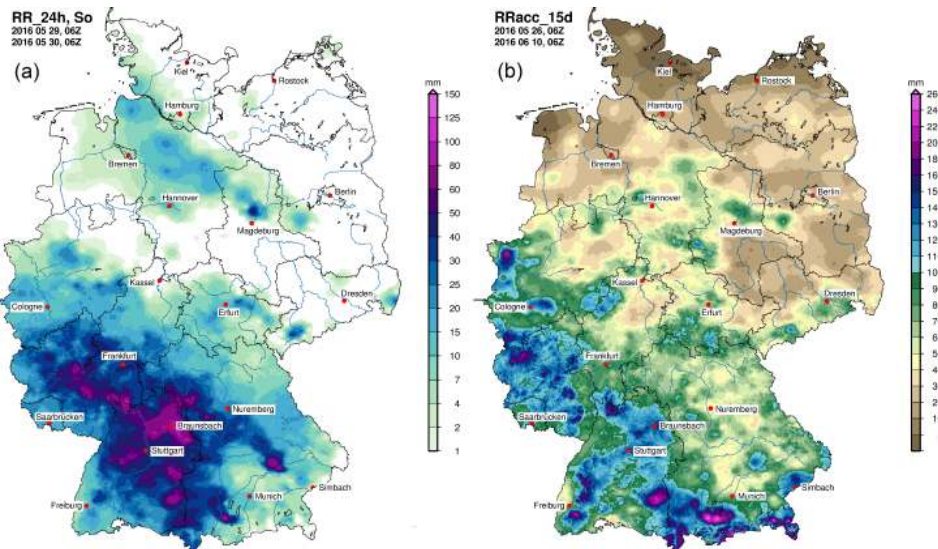 RR_24h, So
2016 05 29, 06Z
2016 05 30, 06Z
(a)
Kiel
Rostock
Hamburg
Bremen
Berlin
Hannover
Magdeburg
Kassel
Dresden
Cologne
Erfurt
Frankfurt
Nuremberg
Saarbrücken
Braunsbach
Stuttgart
Simbach
Munich
Freiburg
mm
150
125
100
80
60
50
40
30
20
15
10
7
4
2
1
RRacc_15d
2016 05 26, 06Z
2016 06 10, 06Z
(b)
Kiel
Rostock
Hamburg
Bremen
Berlin
Hannover
Magdeburg
Kassel
Dresden
Cologne
Erfurt
Frankfurt
Nuremberg
Saarbrücken
Braunsbach
Stuttgart
Simbach
Munich
Freiburg
mm
26
24
22
20
19
18
17
16
15
14
13
12
11
10
9
8
7
6
5
4
3
2
1